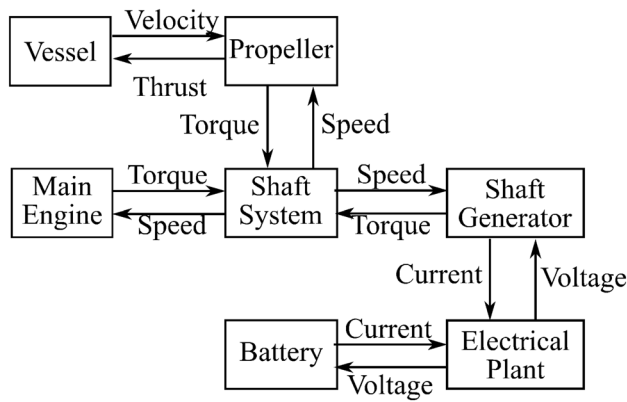 Velocity
Vessel
Propeller
Thrust
Torque
Speed
Main
Engine
Torque
Speed
Shaft
System
Speed
Torque
Shaft
Generator
Current
Voltage
Battery
Current
Voltage
Electrical
Plant